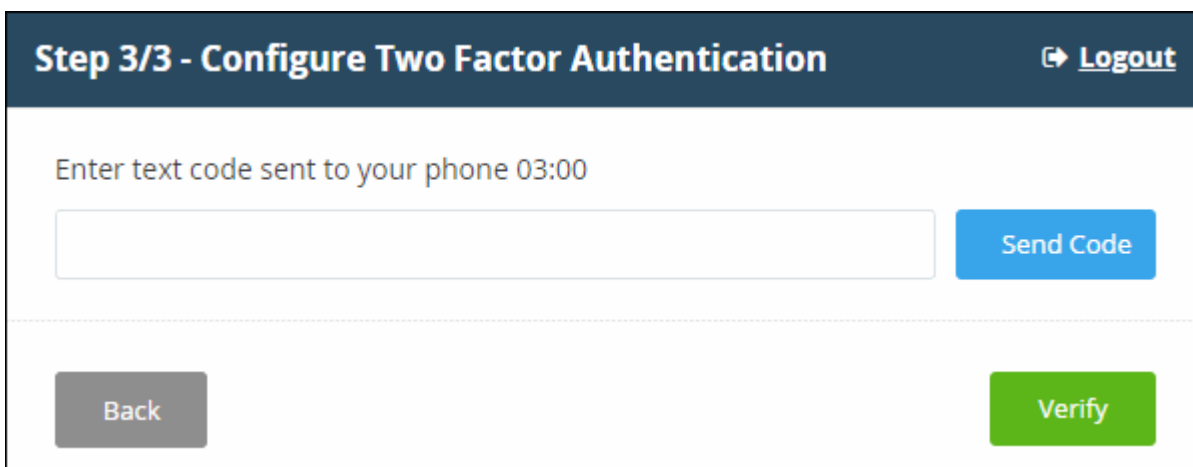 Step 3/3 - Configure Two Factor Authentication
Logout
Enter text code sent to your phone 03:00
Send Code
Back
Verify